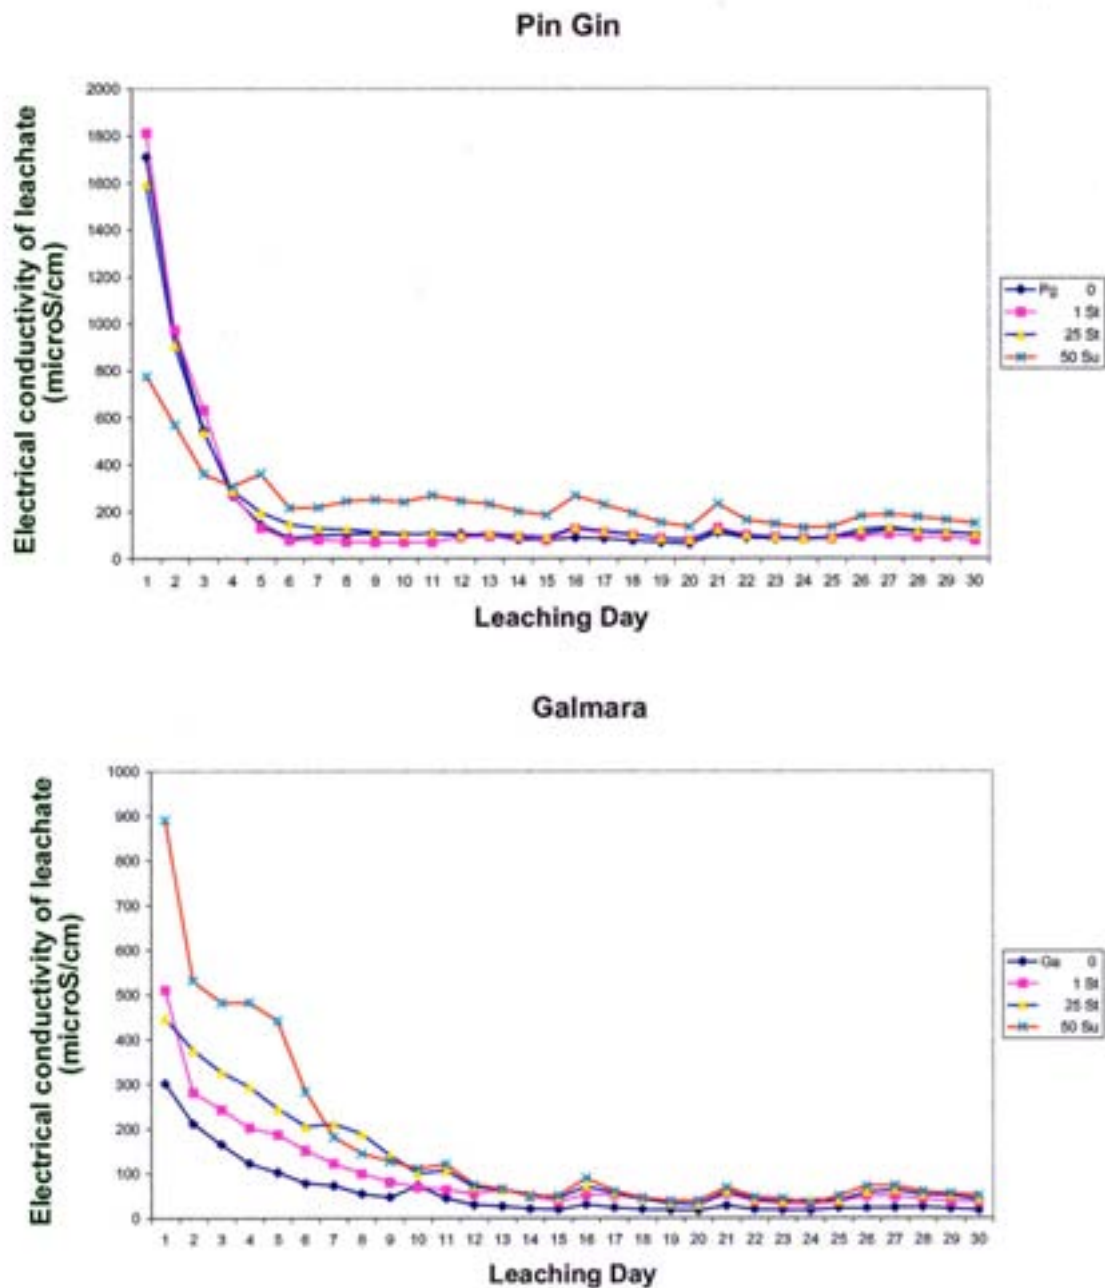 Pin Gin
Electrical conductivity of leachate
(microS/cm)
2000
1800
1600
1400
1200
1000
800
600
400
200
0
1 2 3 4 5 6 7 8 9 10 11 12 13 14 15 16 17 18 19 20 21 22 23 24 25 26 27 28 29 30
Leaching Day
Pg 0
1 St
25 St
50 Su
Galmara
Electrical conductivity of leachate
(microS/cm)
1000
900
800
700
600
500
400
300
200
100
0
1 2 3 4 5 6 7 8 9 10 11 12 13 14 15 16 17 18 19 20 21 22 23 24 25 26 27 28 29 30
Leaching Day
Ga 0
1 St
25 St
50 Su